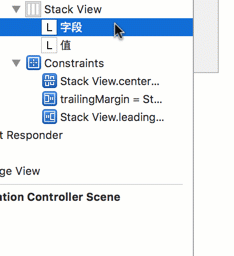 Stack View
L 字段
L 值
Constraints
Stack View.center...
trailingMargin = St...
Stack View.leading...
t Responder
ge View
tion Controller Scene